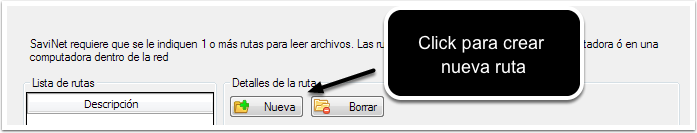 SaviNet requiere que se le indiquen 1 o más rutas para leer archivos. Las ru
adora ó en una
computadora dentro de la red
Click para crear
nueva ruta
Lista de rutas
Detalles de la ruta
Descripción
Nueva
Borrar